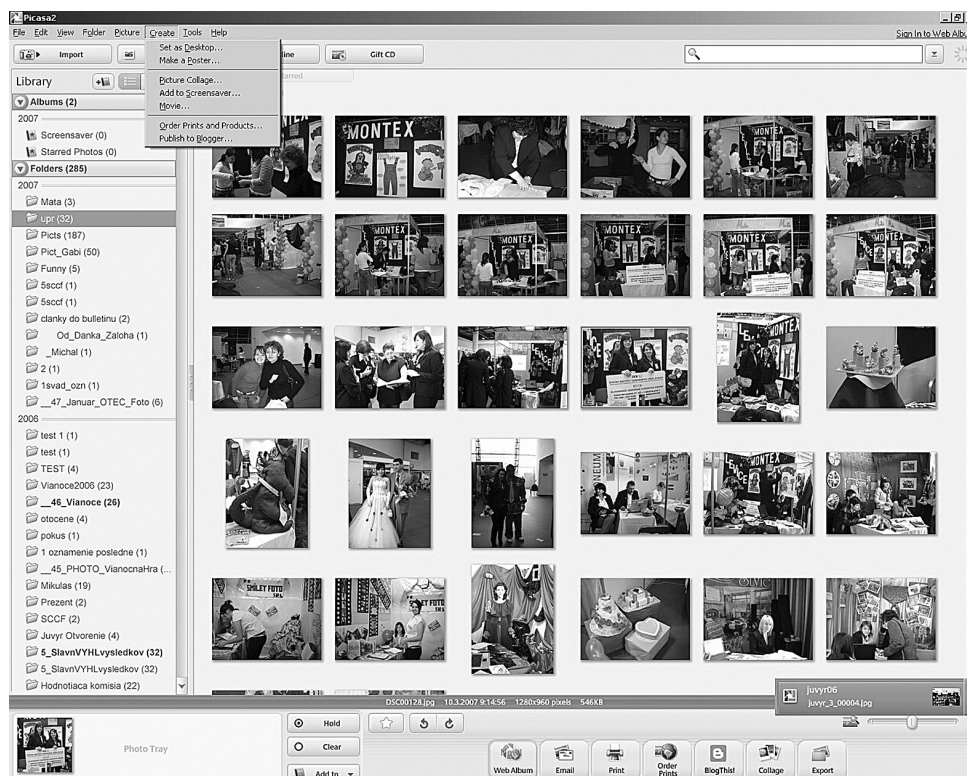 Picasa2
File Edit View Folder Picture Create Tools Help
Sign In to Web Albu
Import
line
Gift CD
Set as Desktop...
Make a Poster...
Picture Collage...
Add to Screensaver...
Movie...
Order Prints and Products...
Publish to Blogger...
Library
tarred
Albums (2)
2007
Screensaver (0)
Starred Photos (0)
Folders (285)
2007
Mata (3)
upr (32)
Picts (187)
Pict_Gabi (50)
Funny (5)
5sccf (1)
5sccf (1)
clanky do bulletinu (2)
Od_Danka_Zaloha (1)
_Michal (1)
2 (1)
1svad_ozn (1)
__47_Januar_OTEC_Foto (6)
2006
test 1 (1)
test (1)
TEST (4)
Vianoce2006 (23)
__46_Vianoce (26)
otocene (4)
pokus (1)
1 oznamenie posledne (1)
__45_PHOTO_VianocnaHra (...
Mikulas (19)
Prezent (2)
SCCF (2)
Juvyr Otvorenie (4)
5_SlavnVYHLvysledkov (32)
5_SlavnVYHLvysledkov (32)
Hodnotiaca komisia (22)
MONTEX
MONTEX
MONTEX
MONTEX
MONTEX
MONTEX
SMILEY FOTO
SMILEY FOTO
DSC00128.jpg 10.3.2007 9:14:56 1280x960 pixels 546KB
juvyr06
juvyr_3_00004.jpg
Photo Tray
Hold
Clear
Add to
Web Album
Email
Print
Order Prints
BlogThis!
Collage
Export